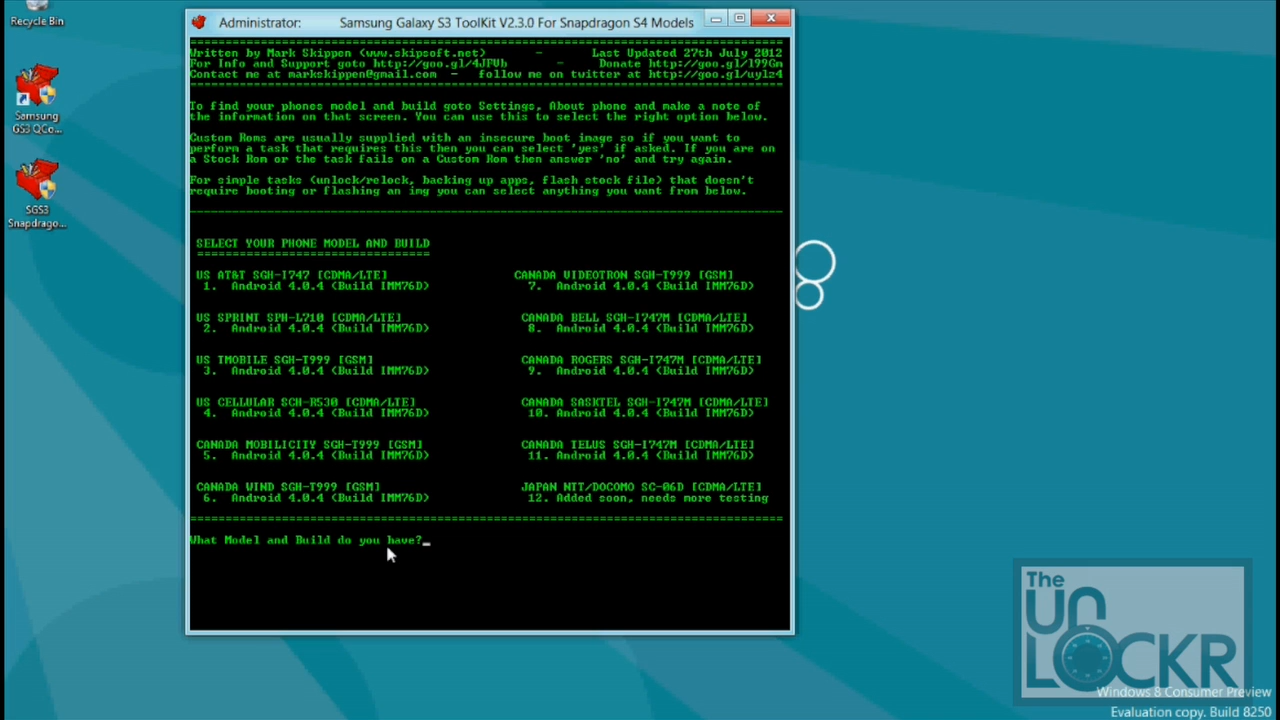 Recycle Bin
Samsung
GS3 QCo...
SGS3
Snapdrago...
Administrator: Samsung Galaxy S3 ToolKit V2.3.0 For Snapdragon S4 Models
Written by Mark Skippen (www.skipsoft.net) - Last Updated 27th July 2012
For Info and Support goto http://goo.gl/4JFVb - Donate http://goo.gl/l99Gm
Contact me at markskippen@gmail.com - follow me on twitter at http://goo.gl/uylz4
To find your phones model and build goto Settings, About phone and make a note of
the information on that screen. You can use this to select the right option below.
Custom Roms are usually supplied with an insecure boot image so if you want to
perform a task that requires this then you can select 'yes' if asked. If you are on
a Stock Rom or the task fails on a Custom Rom then answer 'no' and try again.
For simple tasks (unlock/relock, backing up apps, flash stock file) that doesn't
require booting or flashing an img you can select anything you want from below.
SELECT YOUR PHONE MODEL AND BUILD
US AT&T SGH-I747 [CDMA/LTE]
1. Android 4.0.4 (Build IMM76D)
US SPRINT SPH-L710 [CDMA/LTE]
2. Android 4.0.4 (Build IMM76D)
US TMOBILE SGH-T999 [GSM]
3. Android 4.0.4 (Build IMM76D)
US CELLULAR SGH-R530 [CDMA/LTE]
4. Android 4.0.4 (Build IMM76D)
CANADA MOBILICITY SGH-T999 [GSM]
5. Android 4.0.4 (Build IMM76D)
CANADA WIND SGH-T999 [GSM]
6. Android 4.0.4 (Build IMM76D)
CANADA VIDEOTRON SGH-T999 [GSM]
7. Android 4.0.4 (Build IMM76D)
CANADA BELL SGH-I747M [CDMA/LTE]
8. Android 4.0.4 (Build IMM76D)
CANADA ROGERS SGH-I747M [CDMA/LTE]
9. Android 4.0.4 (Build IMM76D)
CANADA SASKTEL SGH-I747M [CDMA/LTE]
10. Android 4.0.4 (Build IMM76D)
CANADA TELUS SGH-I747M [CDMA/LTE]
11. Android 4.0.4 (Build IMM76D)
JAPAN NTT/DOCOMO SC-06D [CDMA/LTE]
12. Added soon, needs more testing
What Model and Build do you have?_
The
UN
LOCKR
Windows 8 Consumer Preview
Evaluation copy. Build 8250